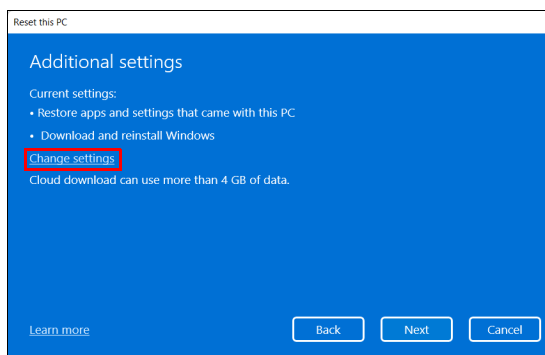 Reset this PC
Additional settings
Current settings:
• Restore apps and settings that came with this PC
• Download and reinstall Windows
Change settings
Cloud download can use more than 4 GB of data.
Learn more
Back
Next
Cancel